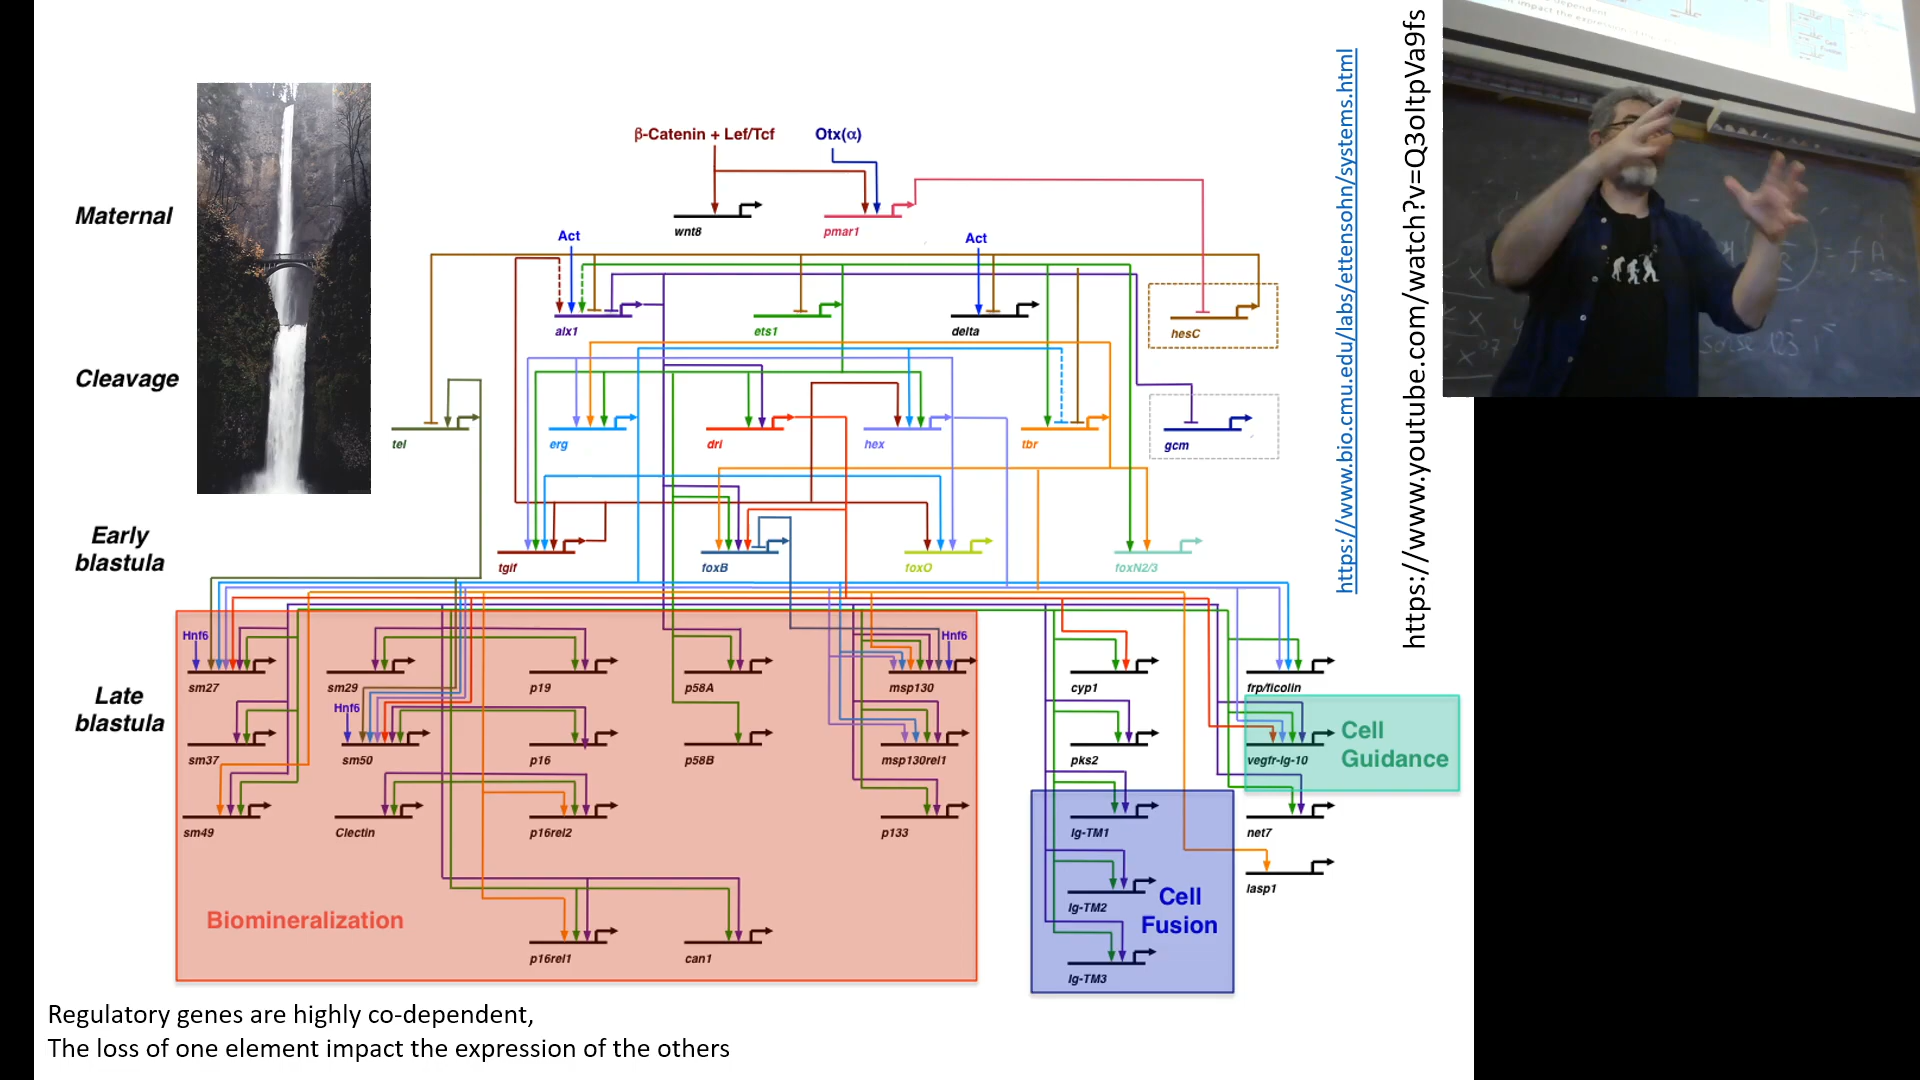 β-Catenin + Lef/Tcf
Otx(α)
Maternal
wnt8
pmar1
Act
Act
alx1
ets1
delta
hesC
Cleavage
tel
erg
dri
hex
tbr
gcm
Early
blastula
tgif
foxB
foxO
foxN2/3
Late
blastula
Hnf6
Hnf6
sm27
sm29
p19
p58A
msp130
cyp1
frp/ficolin
Hnf6
sm37
sm50
p16
p58B
msp130rel1
pks2
vegfr-Ig-10
Cell
Guidance
sm49
Clectin
p16rel2
p133
Ig-TM1
net7
Ig-TM2
lasp1
Cell
Fusion
Biomineralization
p16rel1
can1
Ig-TM3
Regulatory genes are highly co-dependent,
The loss of one element impact the expression of the others
https://www.bio.cmu.edu/labs/ettensohn/systems.html
https://www.youtube.com/watch?v=Q3oItpVa9fs